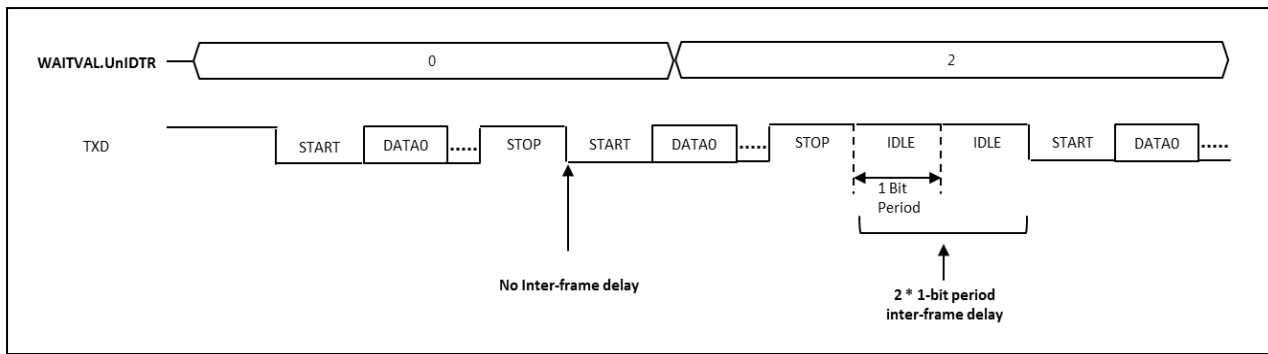 WAITVAL.UnIDTR 0 2
TXD START DATA0 ..... STOP START DATA0 ..... STOP IDLE IDLE START DATA0 .....
1 Bit
Period
No Inter-frame delay
2 * 1-bit period
inter-frame delay